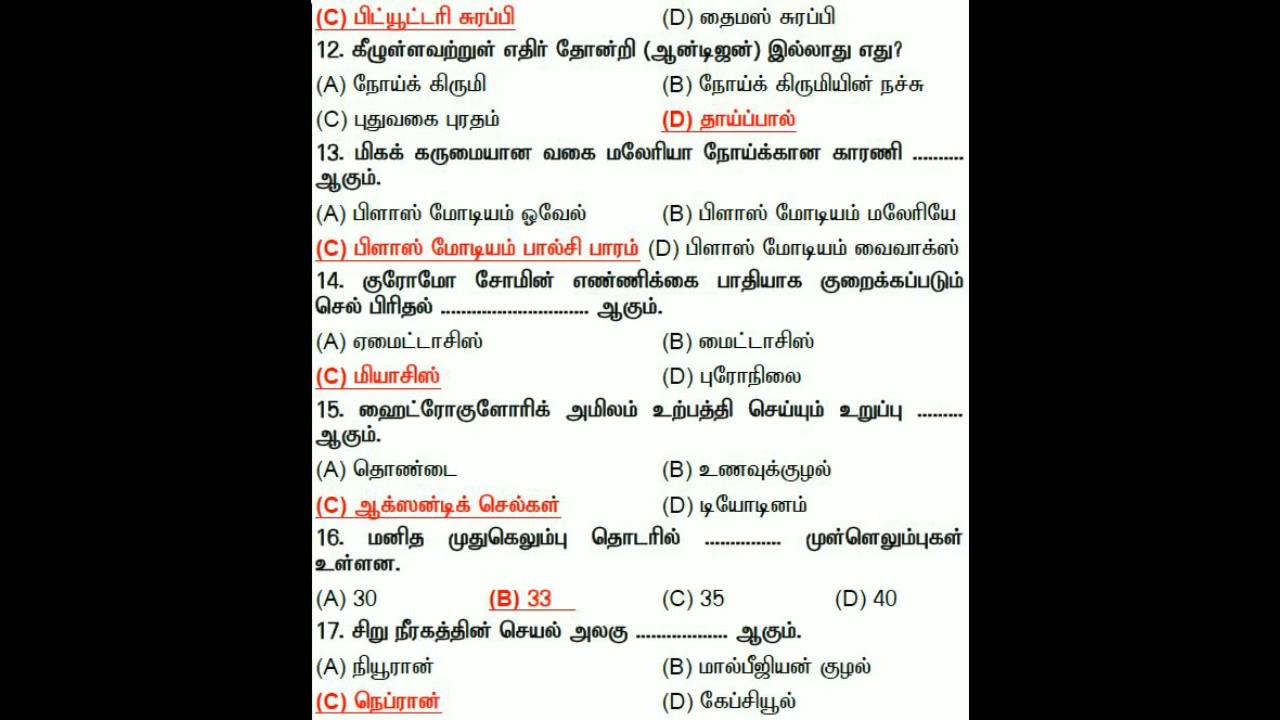 (C) பிட்யூட்டரி சுரப்பி (D) தைமஸ் சுரப்பி
12. கீழுள்ளவற்றுள் எதிர் தோன்றி (ஆன்டிஜன்) இல்லாது எது?
(A) நோய்க் கிருமி (B) நோய்க் கிருமியின் நச்சு
(C) புதுவகை புரதம் (D) தாய்ப்பால்
13. மிகக் கருமையான வகை மலேரியா நோய்க்கான காரணி ..........
ஆகும்.
(A) பிளாஸ் மோடியம் ஓவேல் (B) பிளாஸ் மோடியம் மலேரியே
(C) பிளாஸ் மோடியம் பால்சி பாரம் (D) பிளாஸ் மோடியம் வைவாக்ஸ்
14. குரோமோ சோமின் எண்ணிக்கை பாதியாக குறைக்கப்படும்
செல் பிரிதல் ............................. ஆகும்.
(A) ஏமைட்டாசிஸ் (B) மைட்டாசிஸ்
(C) மியாசிஸ் (D) புரோநிலை
15. ஹைட்ரோகுளோரிக் அமிலம் உற்பத்தி செய்யும் உறுப்பு .........
ஆகும்.
(A) தொண்டை (B) உணவுக்குழல்
(C) ஆக்ஸன்டிக் செல்கள் (D) டியோடினம்
16. மனித முதுகெலும்பு தொடரில் ............... முள்ளெலும்புகள்
உள்ளன.
(A) 30 (B) 33 (C) 35 (D) 40
17. சிறு நீரகத்தின் செயல் அலகு .................. ஆகும்.
(A) நியூரான் (B) மால்பீஜியன் குழல்
(C) நெப்ரான் (D) கேப்சியூல்